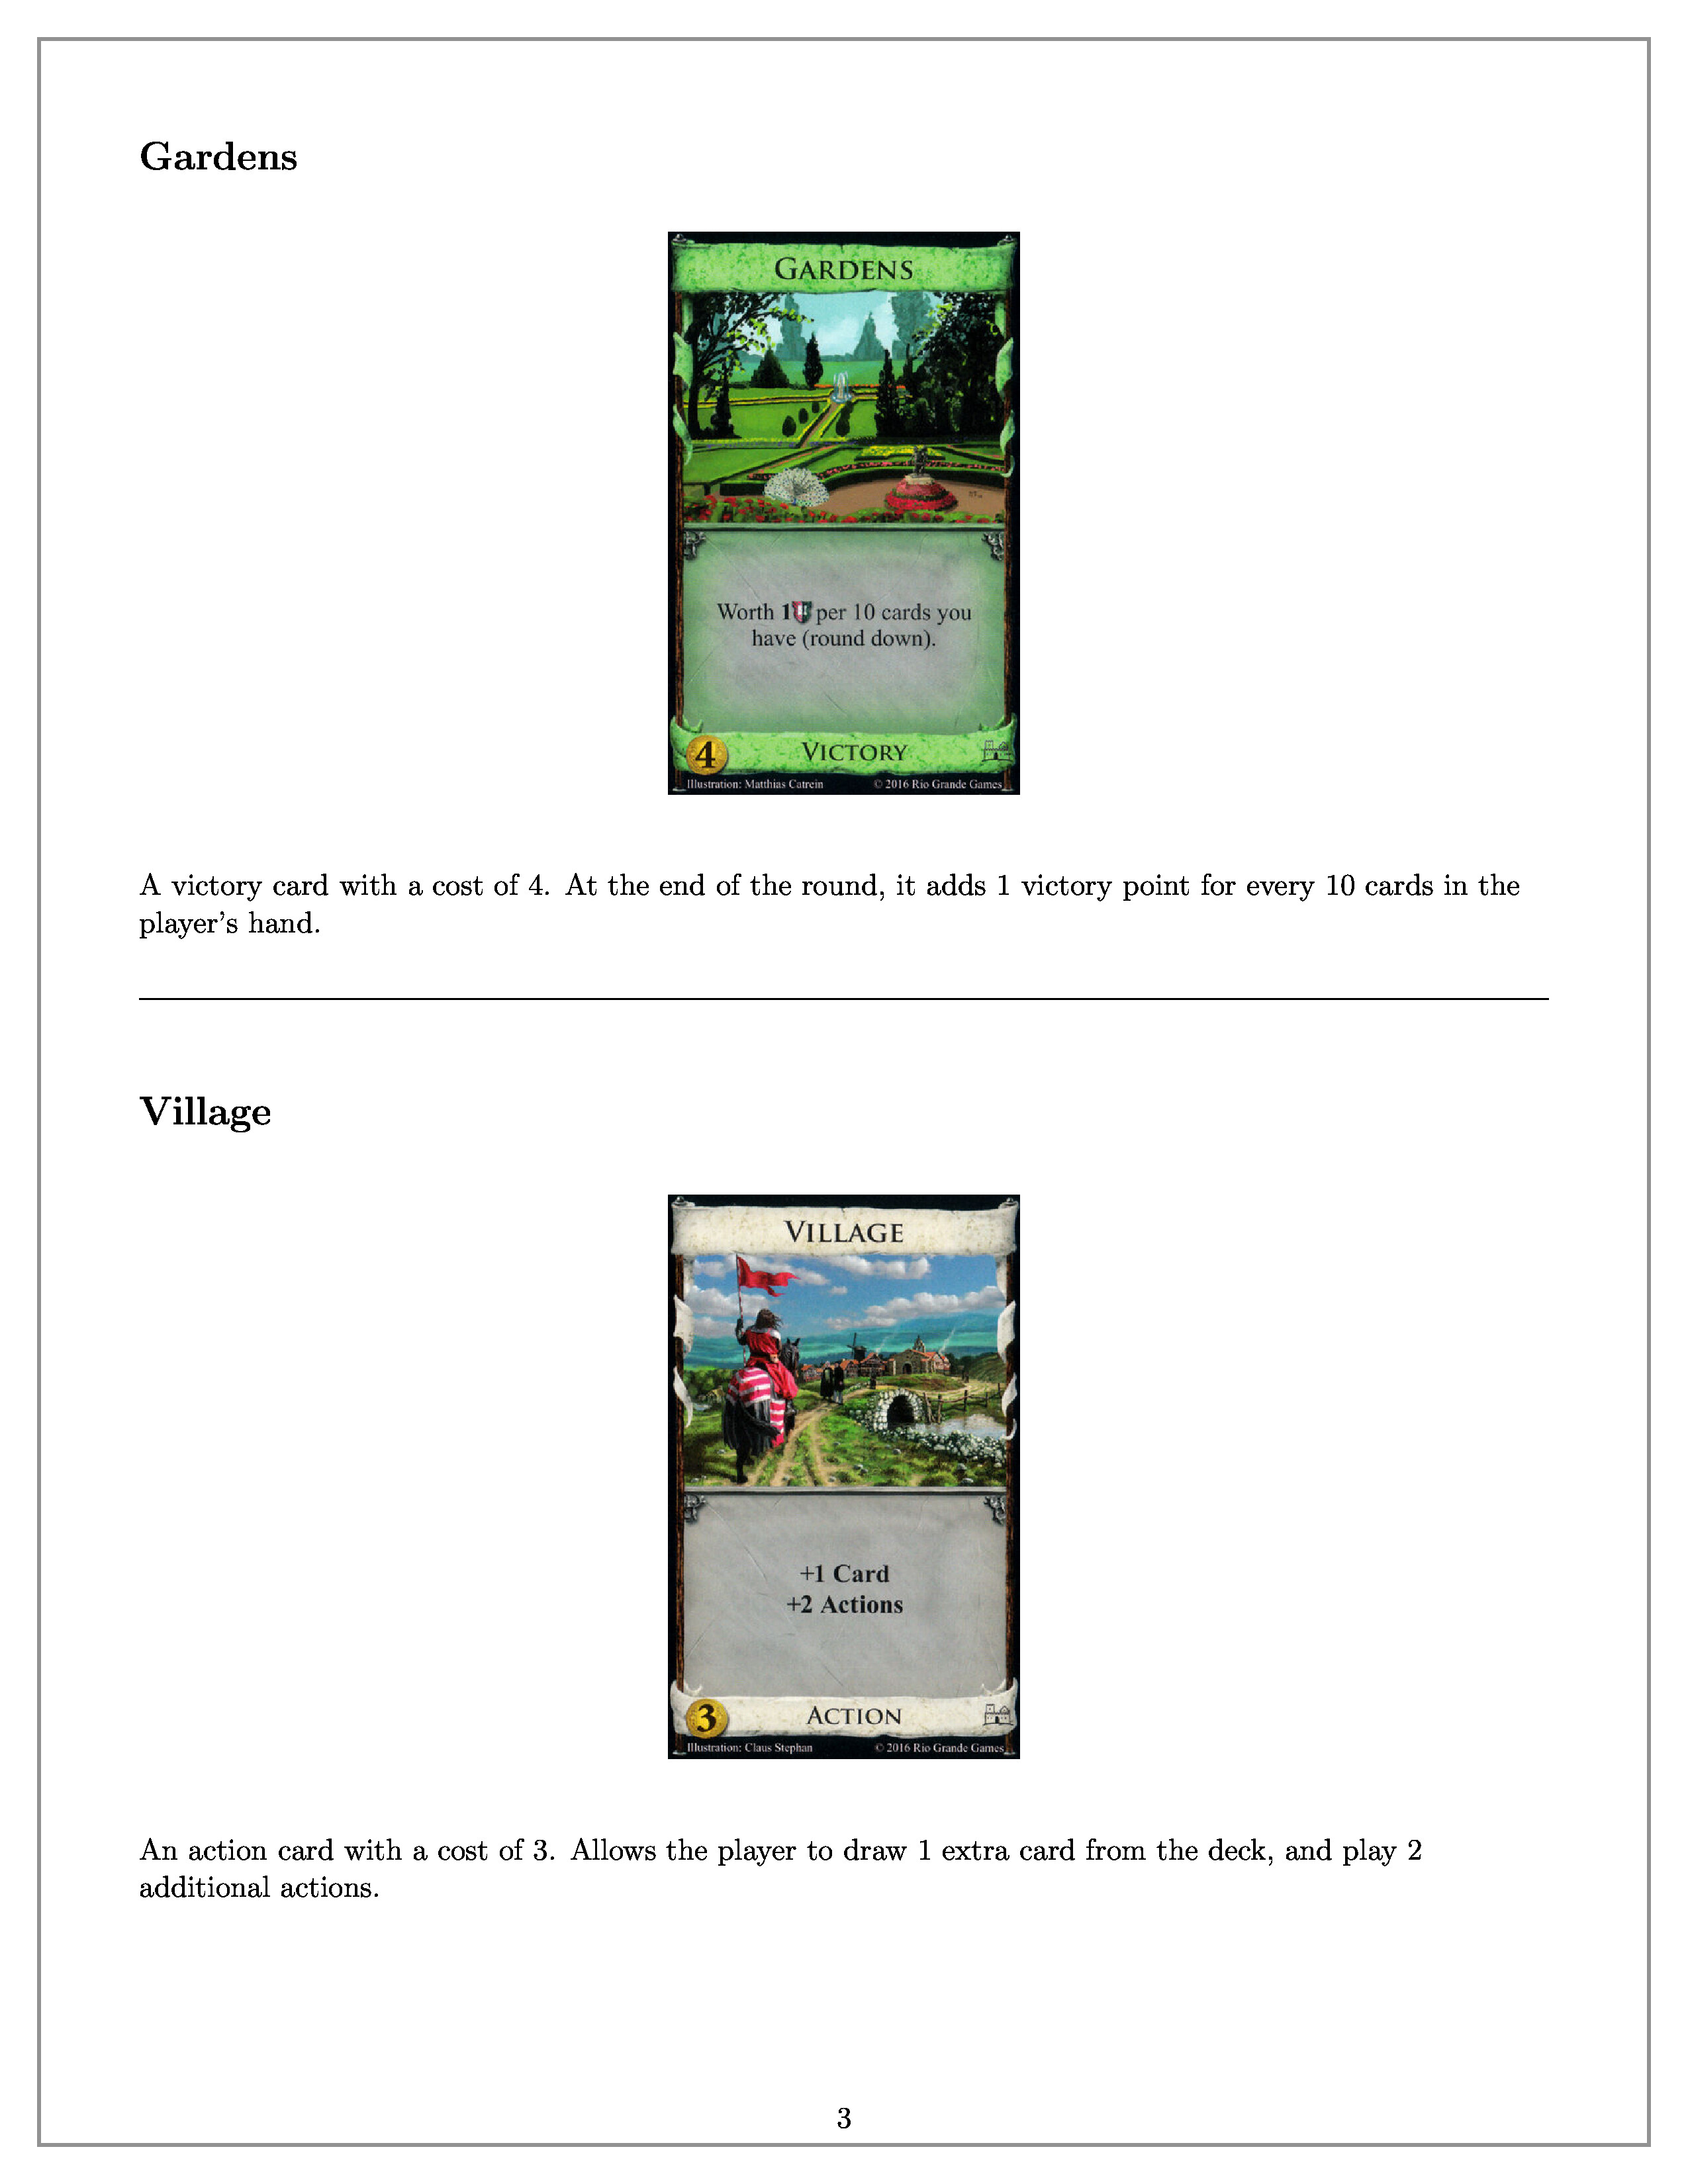 Gardens
GARDENS
Worth 1 per 10 cards you
have (round down).
4
VICTORY
Illustration: Matthias Catrein
© 2016 Rio Grande Games
A victory card with a cost of 4. At the end of the round, it adds 1 victory point for every 10 cards in the
player's hand.
Village
VILLAGE
+1 Card
+2 Actions
3
ACTION
Illustration: Claus Stephan
© 2016 Rio Grande Games
An action card with a cost of 3. Allows the player to draw 1 extra card from the deck, and play 2
additional actions.
3